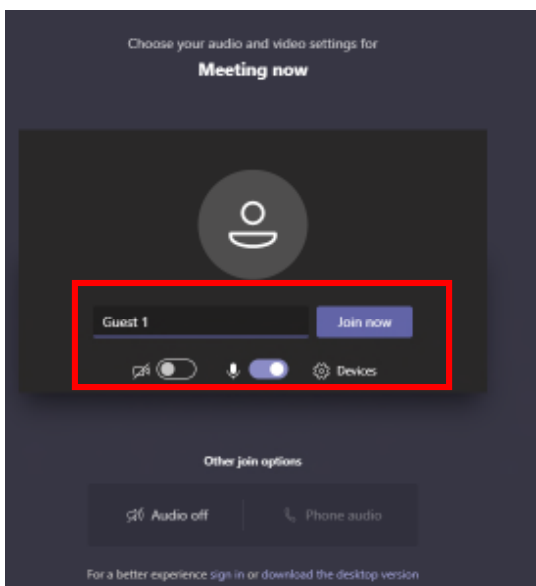 Choose your audio and video settings for
Meeting now
Guest 1
Join now
Devices
Other join options
Audio off
Phone audio
For a better experience sign in or download the desktop version